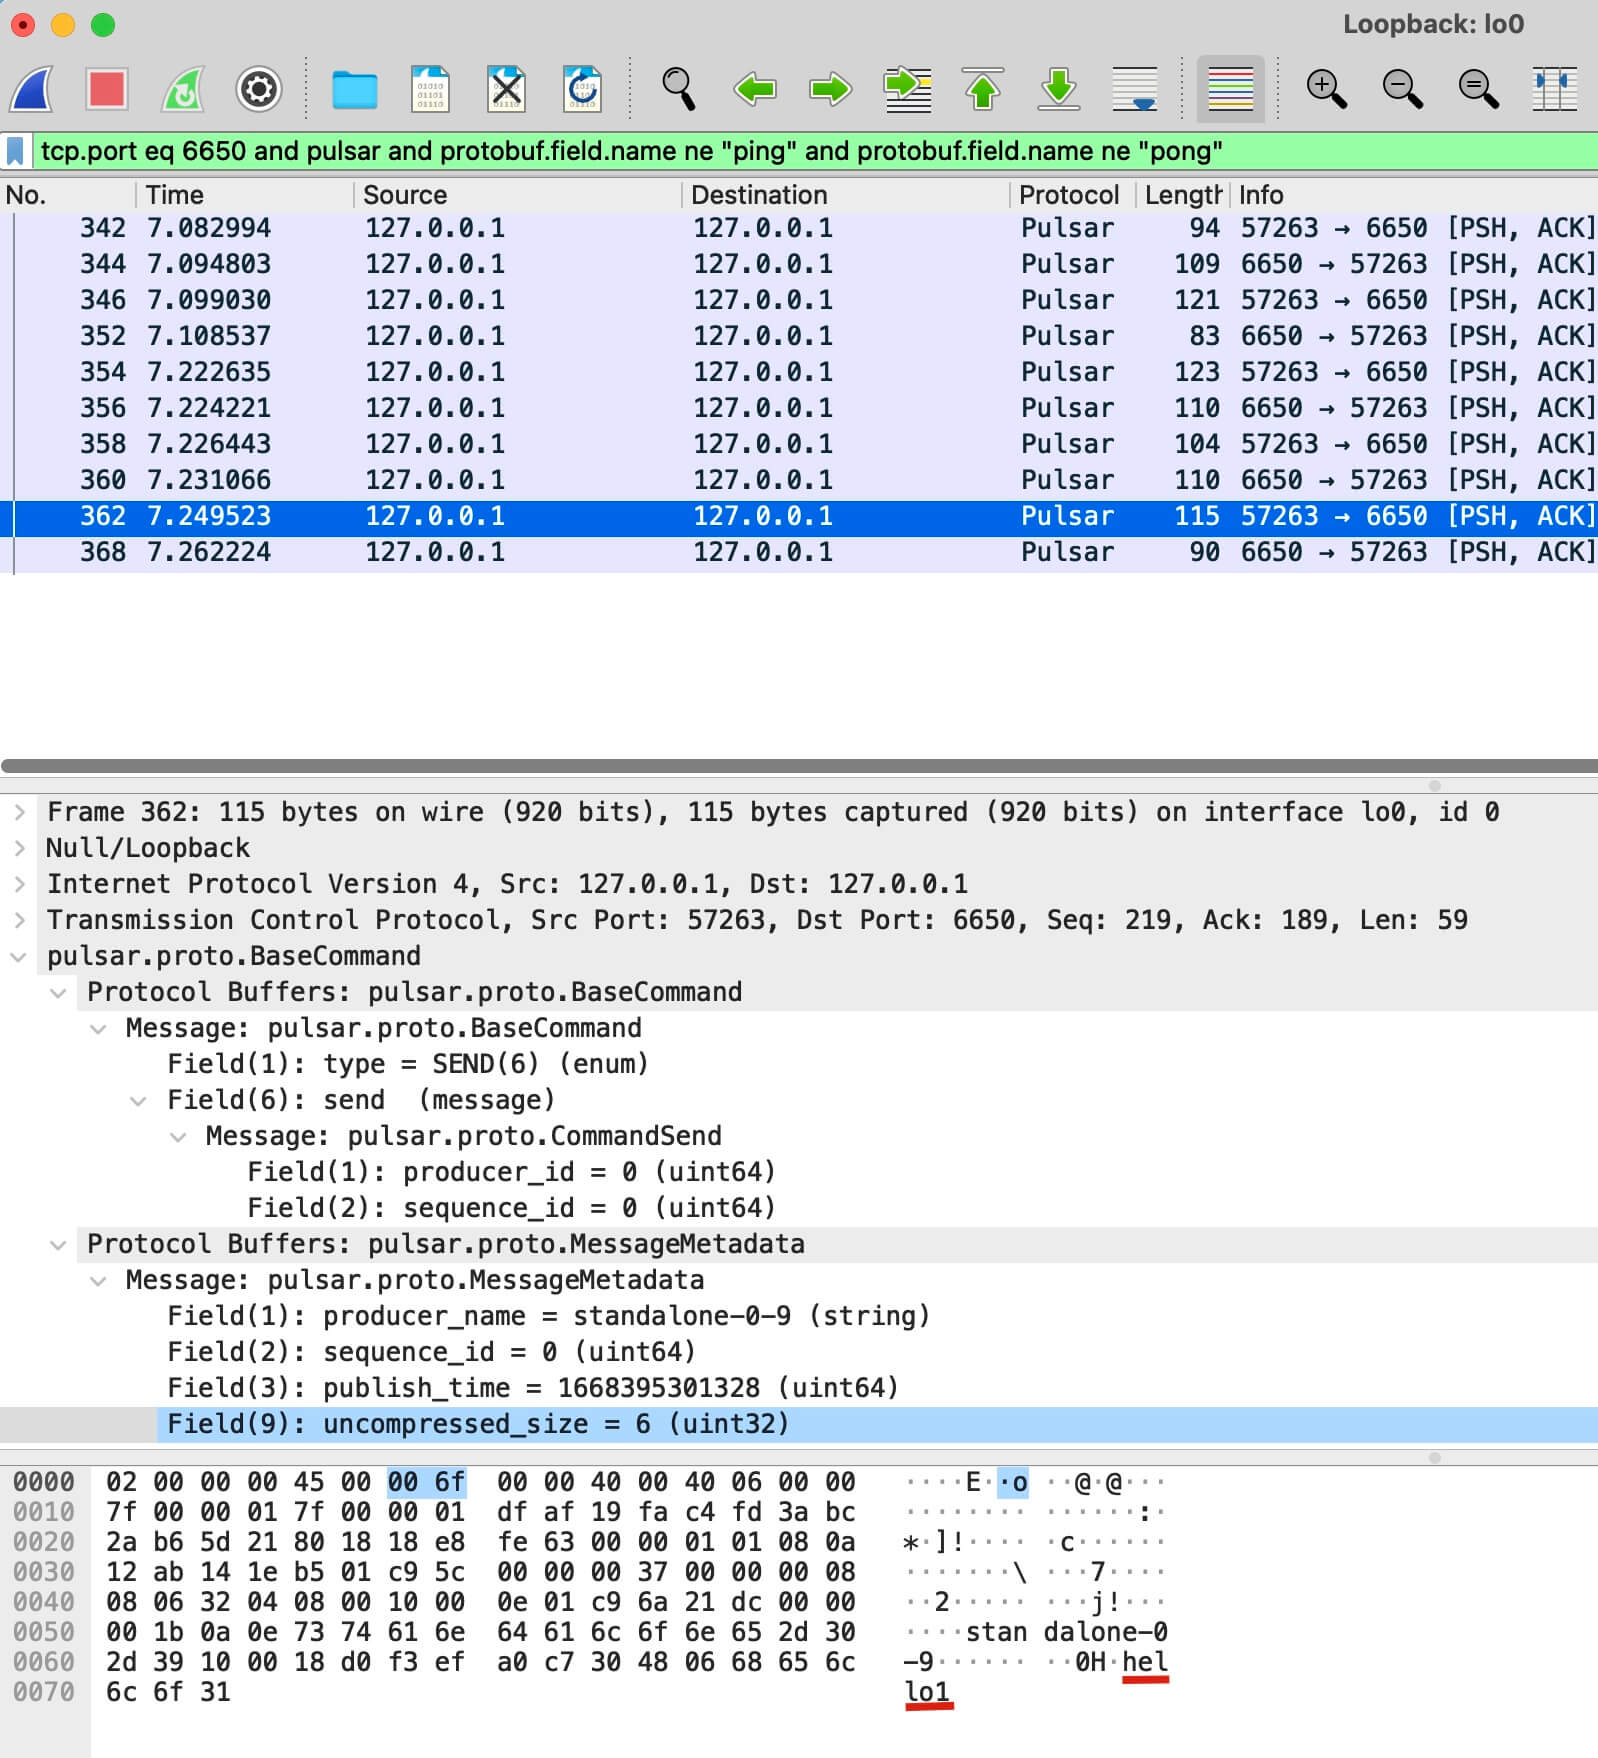 Loopback: lo0
tcp.port eq 6650 and pulsar and protobuf.field.name ne "ping" and protobuf.field.name ne "pong"
No. Time Source Destination Protocol Length Info
342 7.082994 127.0.0.1 127.0.0.1 Pulsar 94 57263 → 6650 [PSH, ACK]
344 7.094803 127.0.0.1 127.0.0.1 Pulsar 109 6650 → 57263 [PSH, ACK]
346 7.099030 127.0.0.1 127.0.0.1 Pulsar 121 57263 → 6650 [PSH, ACK]
352 7.108537 127.0.0.1 127.0.0.1 Pulsar 83 6650 → 57263 [PSH, ACK]
354 7.222635 127.0.0.1 127.0.0.1 Pulsar 123 57263 → 6650 [PSH, ACK]
356 7.224221 127.0.0.1 127.0.0.1 Pulsar 110 6650 → 57263 [PSH, ACK]
358 7.226443 127.0.0.1 127.0.0.1 Pulsar 104 57263 → 6650 [PSH, ACK]
360 7.231066 127.0.0.1 127.0.0.1 Pulsar 110 6650 → 57263 [PSH, ACK]
362 7.249523 127.0.0.1 127.0.0.1 Pulsar 115 57263 → 6650 [PSH, ACK]
368 7.262224 127.0.0.1 127.0.0.1 Pulsar 90 6650 → 57263 [PSH, ACK]
Frame 362: 115 bytes on wire (920 bits), 115 bytes captured (920 bits) on interface lo0, id 0
Null/Loopback
Internet Protocol Version 4, Src: 127.0.0.1, Dst: 127.0.0.1
Transmission Control Protocol, Src Port: 57263, Dst Port: 6650, Seq: 219, Ack: 189, Len: 59
pulsar.proto.BaseCommand
Protocol Buffers: pulsar.proto.BaseCommand
Message: pulsar.proto.BaseCommand
Field(1): type = SEND(6) (enum)
Field(6): send  (message)
Message: pulsar.proto.CommandSend
Field(1): producer_id = 0 (uint64)
Field(2): sequence_id = 0 (uint64)
Protocol Buffers: pulsar.proto.MessageMetadata
Message: pulsar.proto.MessageMetadata
Field(1): producer_name = standalone-0-9 (string)
Field(2): sequence_id = 0 (uint64)
Field(3): publish_time = 1668395301328 (uint64)
Field(9): uncompressed_size = 6 (uint32)
0000 02 00 00 00 45 00 00 6f 00 00 40 00 40 06 00 00 ····E··o ··@·@···
0010 7f 00 00 01 7f 00 00 01 df af 19 fa c4 fd 3a bc ········ ······:·
0020 2a b6 5d 21 80 18 18 e8 fe 63 00 00 01 01 08 0a *·]!···· ·c······
0030 12 ab 14 1e b5 01 c9 5c 00 00 00 37 00 00 00 08 ·······\ ···7····
0040 08 06 32 04 08 00 10 00 0e 01 c9 6a 21 dc 00 00 ··2····· ···j!···
0050 00 1b 0a 0e 73 74 61 6e 64 61 6c 6f 6e 65 2d 30 ····stan dalone-0
0060 2d 39 10 00 18 d0 f3 ef a0 c7 30 48 06 68 65 6c -9······ ··0H·hel
0070 6c 6f 31 lo1